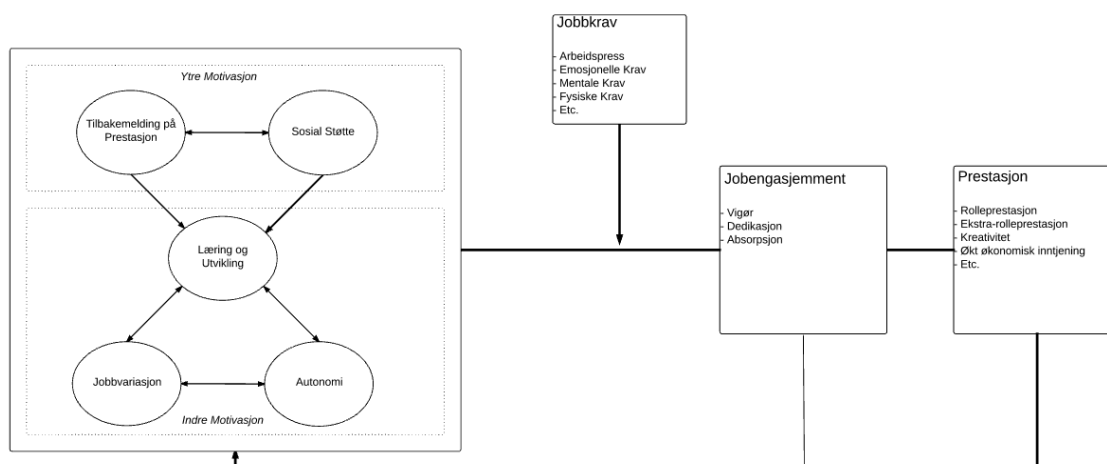 Ytre Motivasjon
Tilbakemelding på
Prestasjon
Sosial Støtte
Læring og
Utvikling
Jobbvariasjon
Autonomi
Indre Motivasjon
Jobbkrav
- Arbeidspress
- Emosjonelle Krav
- Mentale Krav
- Fysiske Krav
- Etc.
Jobengasjemment
- Vigør
- Dedikasjon
- Absorpsjon
Prestasjon
- Rolleprestasjon
- Ekstra-rolleprestasjon
- Kreativitet
- Økt økonomisk inntjening
- Etc.